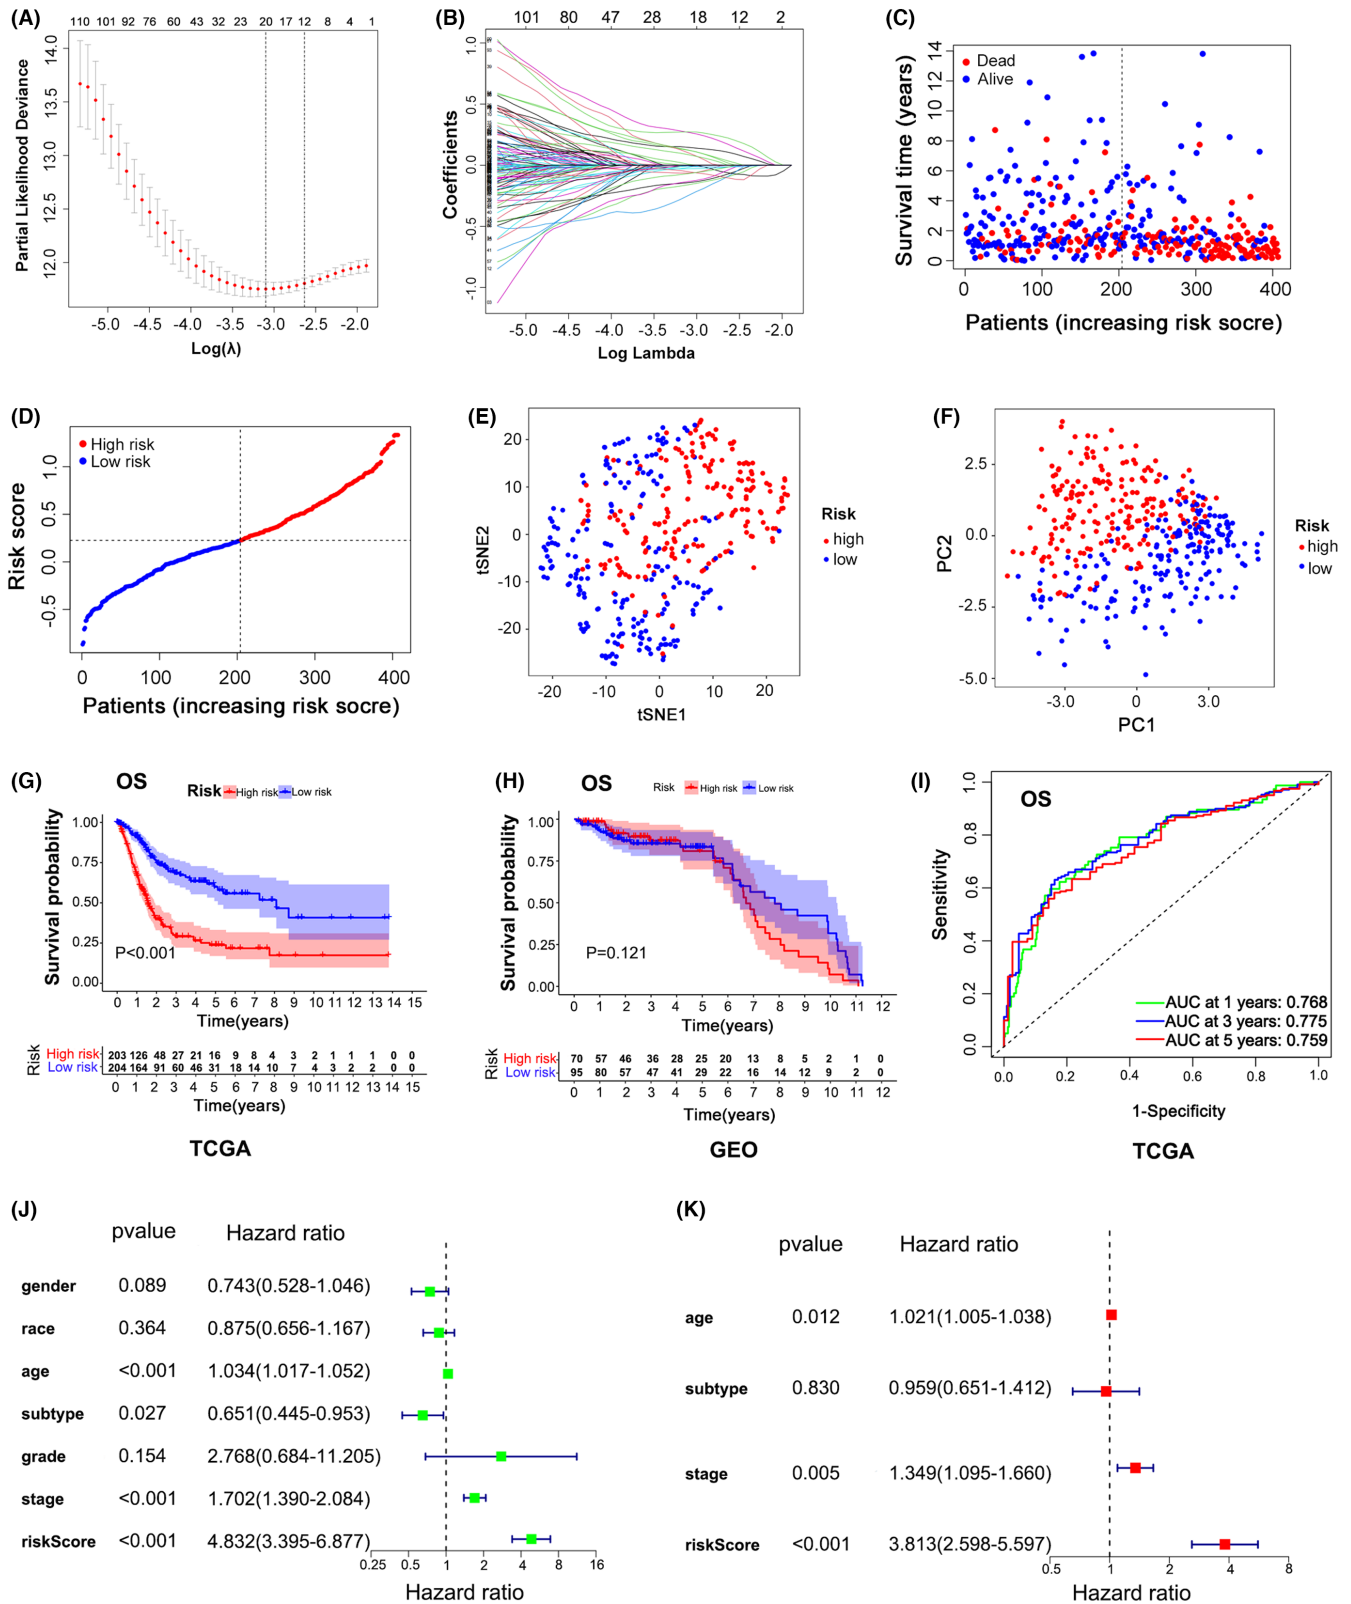 (A)
110 101 92 76 60 43 32 23 20 17 12 8 4 1
Partial Likelihood Deviance
14.0
13.5
13.0
12.5
12.0
-5.0 -4.5 -4.0 -3.5 -3.0 -2.5 -2.0
Log(λ)
(B)
101 80 47 28 18 12 2
Coefficients
1.0
0.5
0.0
-0.5
-1.0
-5.0 -4.5 -4.0 -3.5 -3.0 -2.5 -2.0
Log Lambda
(C)
Dead
Alive
Survival time (years)
14
12
10
8
6
4
2
0
0 100 200 300 400
Patients (increasing risk socre)
(D)
High risk
Low risk
Risk score
1.0
0.5
0.0
-0.5
0 100 200 300 400
Patients (increasing risk socre)
(E)
tSNE2
20
10
0
-10
-20
-20 -10 0 10 20
tSNE1
Risk
high
low
(F)
PC2
2.5
0.0
-2.5
-5.0
-3.0 0 3.0
PC1
Risk
high
low
(G)
OS
Risk High risk Low risk
Survival probability
1.00
0.75
0.50
0.25
0.00
P<0.001
0 1 2 3 4 5 6 7 8 9 10 11 12 13 14 15
Time(years)
Risk
High risk 203 126 48 27 21 16 9 8 4 3 2 1 1 1 0 0
Low risk 204 164 91 60 46 31 18 14 10 7 4 3 2 2 0 0
0 1 2 3 4 5 6 7 8 9 10 11 12 13 14 15
Time(years)
TCGA
(H)
OS
Risk High risk Low risk
Survival probability
1.00
0.75
0.50
0.25
0.00
P=0.121
0 1 2 3 4 5 6 7 8 9 10 11 12
Time(years)
Risk
High risk 70 57 46 36 28 25 20 13 8 5 2 1 0
Low risk 95 80 57 47 41 29 22 16 14 12 9 2 0
0 1 2 3 4 5 6 7 8 9 10 11 12
Time(years)
GEO
(I)
OS
Sensitivity
1.0
0.8
0.6
0.4
0.2
0.0
AUC at 1 years: 0.768
AUC at 3 years: 0.775
AUC at 5 years: 0.759
0.0 0.2 0.4 0.6 0.8 1.0
1-Specificity
TCGA
(J)
pvalue Hazard ratio
gender 0.089 0.743(0.528-1.046)
race 0.364 0.875(0.656-1.167)
age <0.001 1.034(1.017-1.052)
subtype 0.027 0.651(0.445-0.953)
grade 0.154 2.768(0.684-11.205)
stage <0.001 1.702(1.390-2.084)
riskScore <0.001 4.832(3.395-6.877)
0.25 0.5 1 2 4 8 16
Hazard ratio
(K)
pvalue Hazard ratio
age 0.012 1.021(1.005-1.038)
subtype 0.830 0.959(0.651-1.412)
stage 0.005 1.349(1.095-1.660)
riskScore <0.001 3.813(2.598-5.597)
0.5 1 2 4 8
Hazard ratio